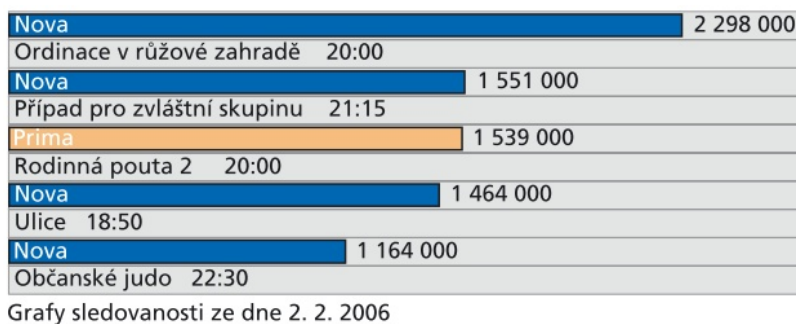 Nova 2 298 000
Ordinace v růžové zahradě 20:00
Nova 1 551 000
Případ pro zvláštní skupinu 21:15
Prima 1 539 000
Rodinná pouta 2 20:00
Nova 1 464 000
Ulice 18:50
Nova 1 164 000
Občanské judo 22:30
Grafy sledovanosti ze dne 2. 2. 2006